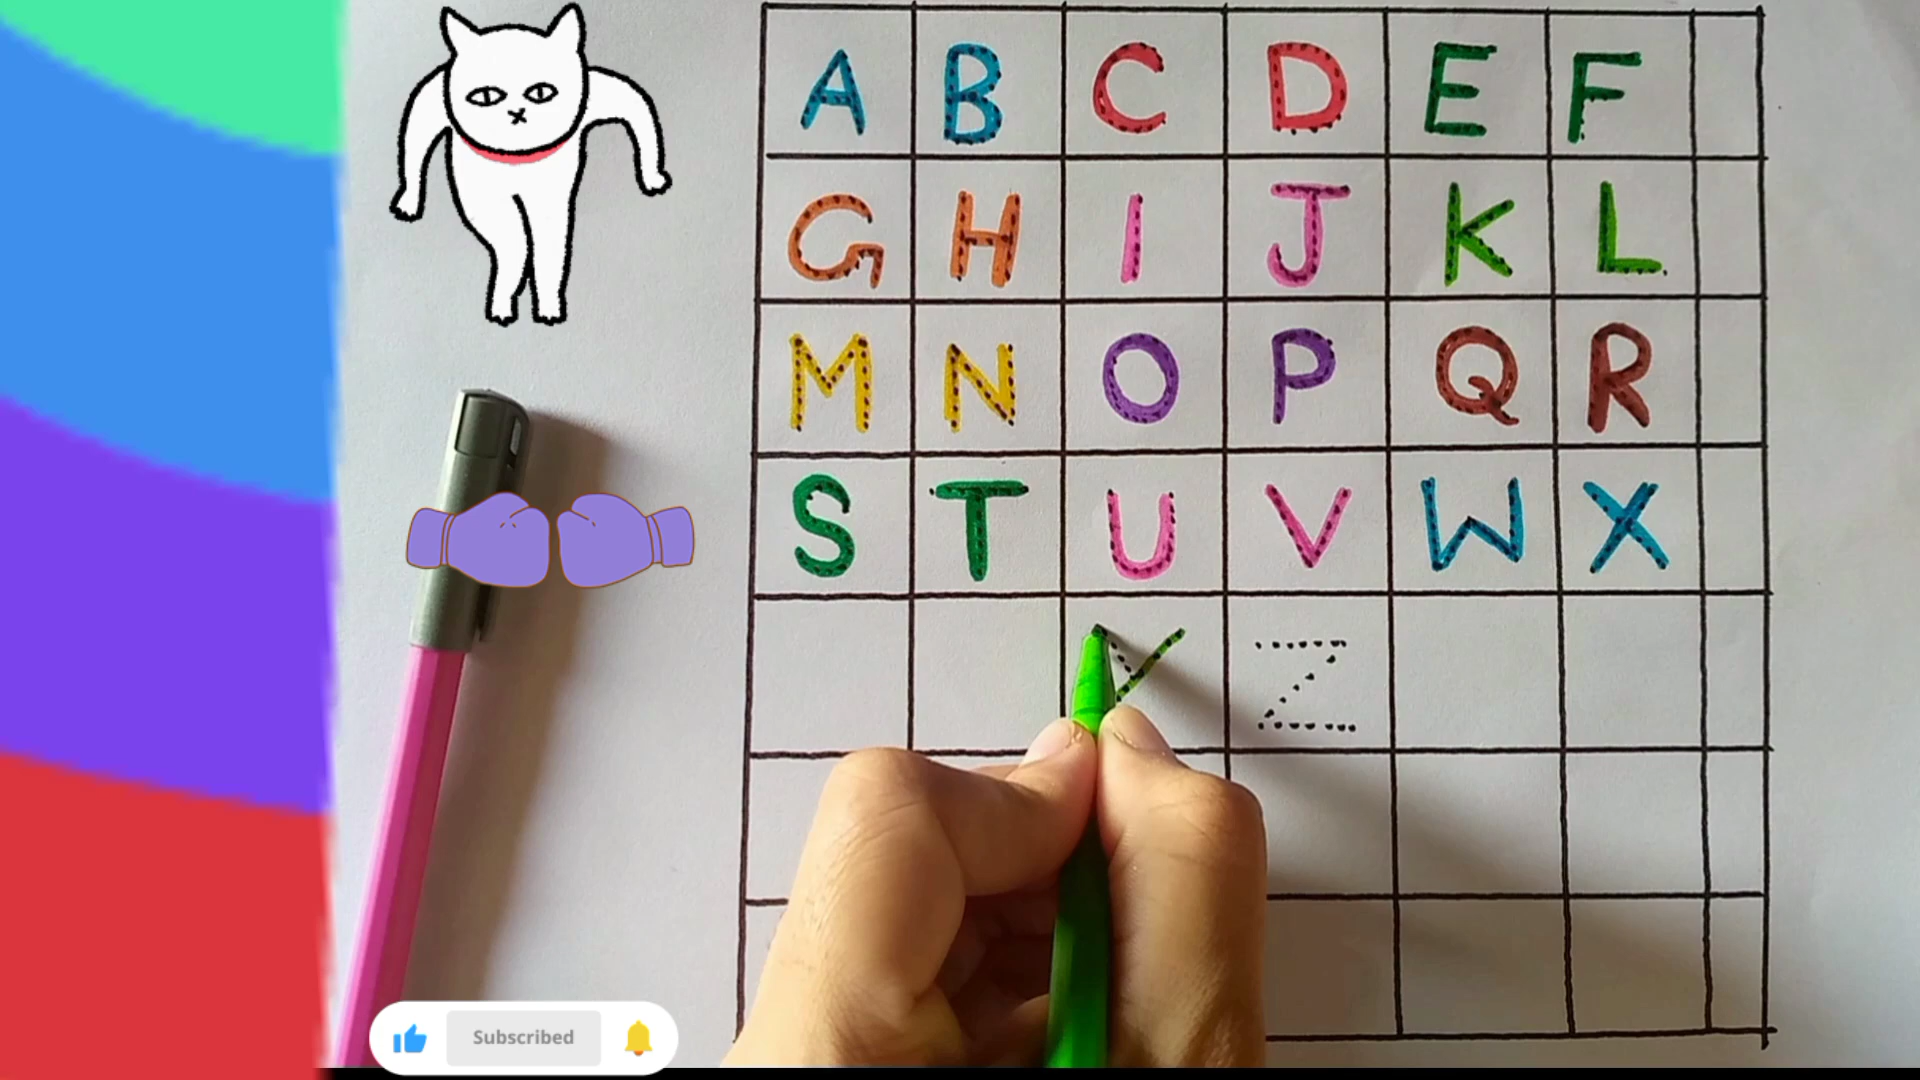 A B C D E F
G H I J K L
M N O P Q R
S T U V W X
Y Z
Subscribed